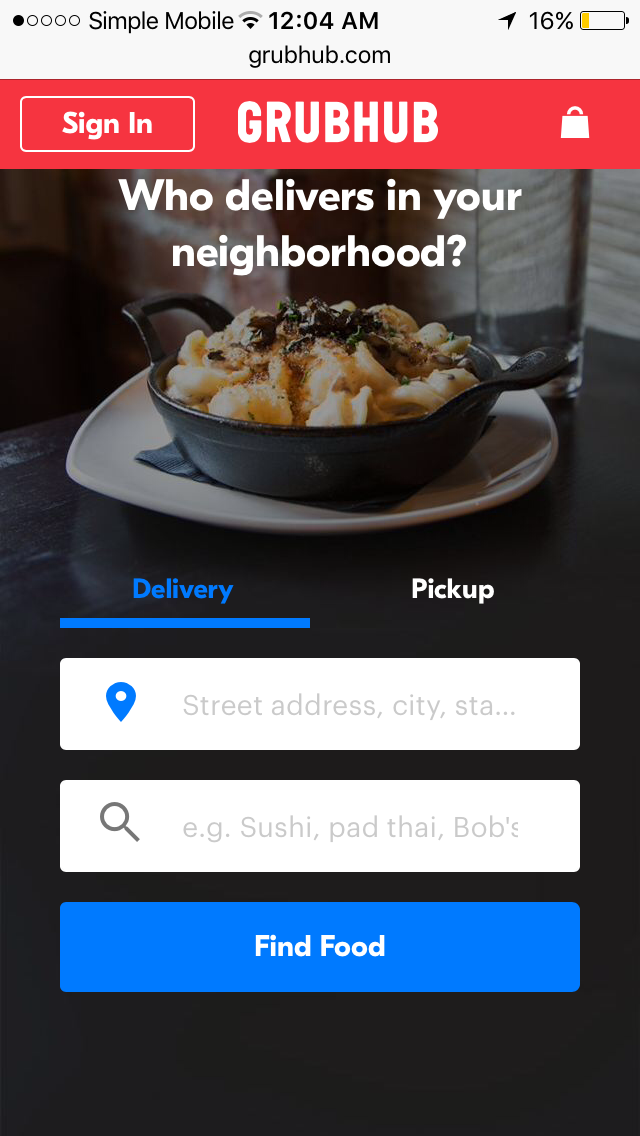 Simple Mobile 12:04 AM 16%
grubhub.com
Sign In GRUBHUB
Who delivers in your
neighborhood?
Delivery Pickup
Street address, city, sta...
e.g. Sushi, pad thai, Bob's
Find Food